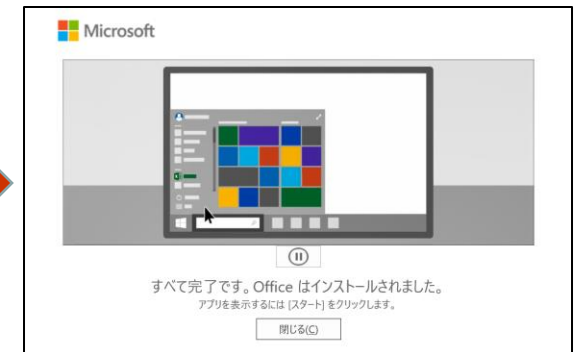 Microsoft
すべて完了です。Office はインストールされました。
アプリを表示するには [スタート] をクリックします。
閉じる(C)